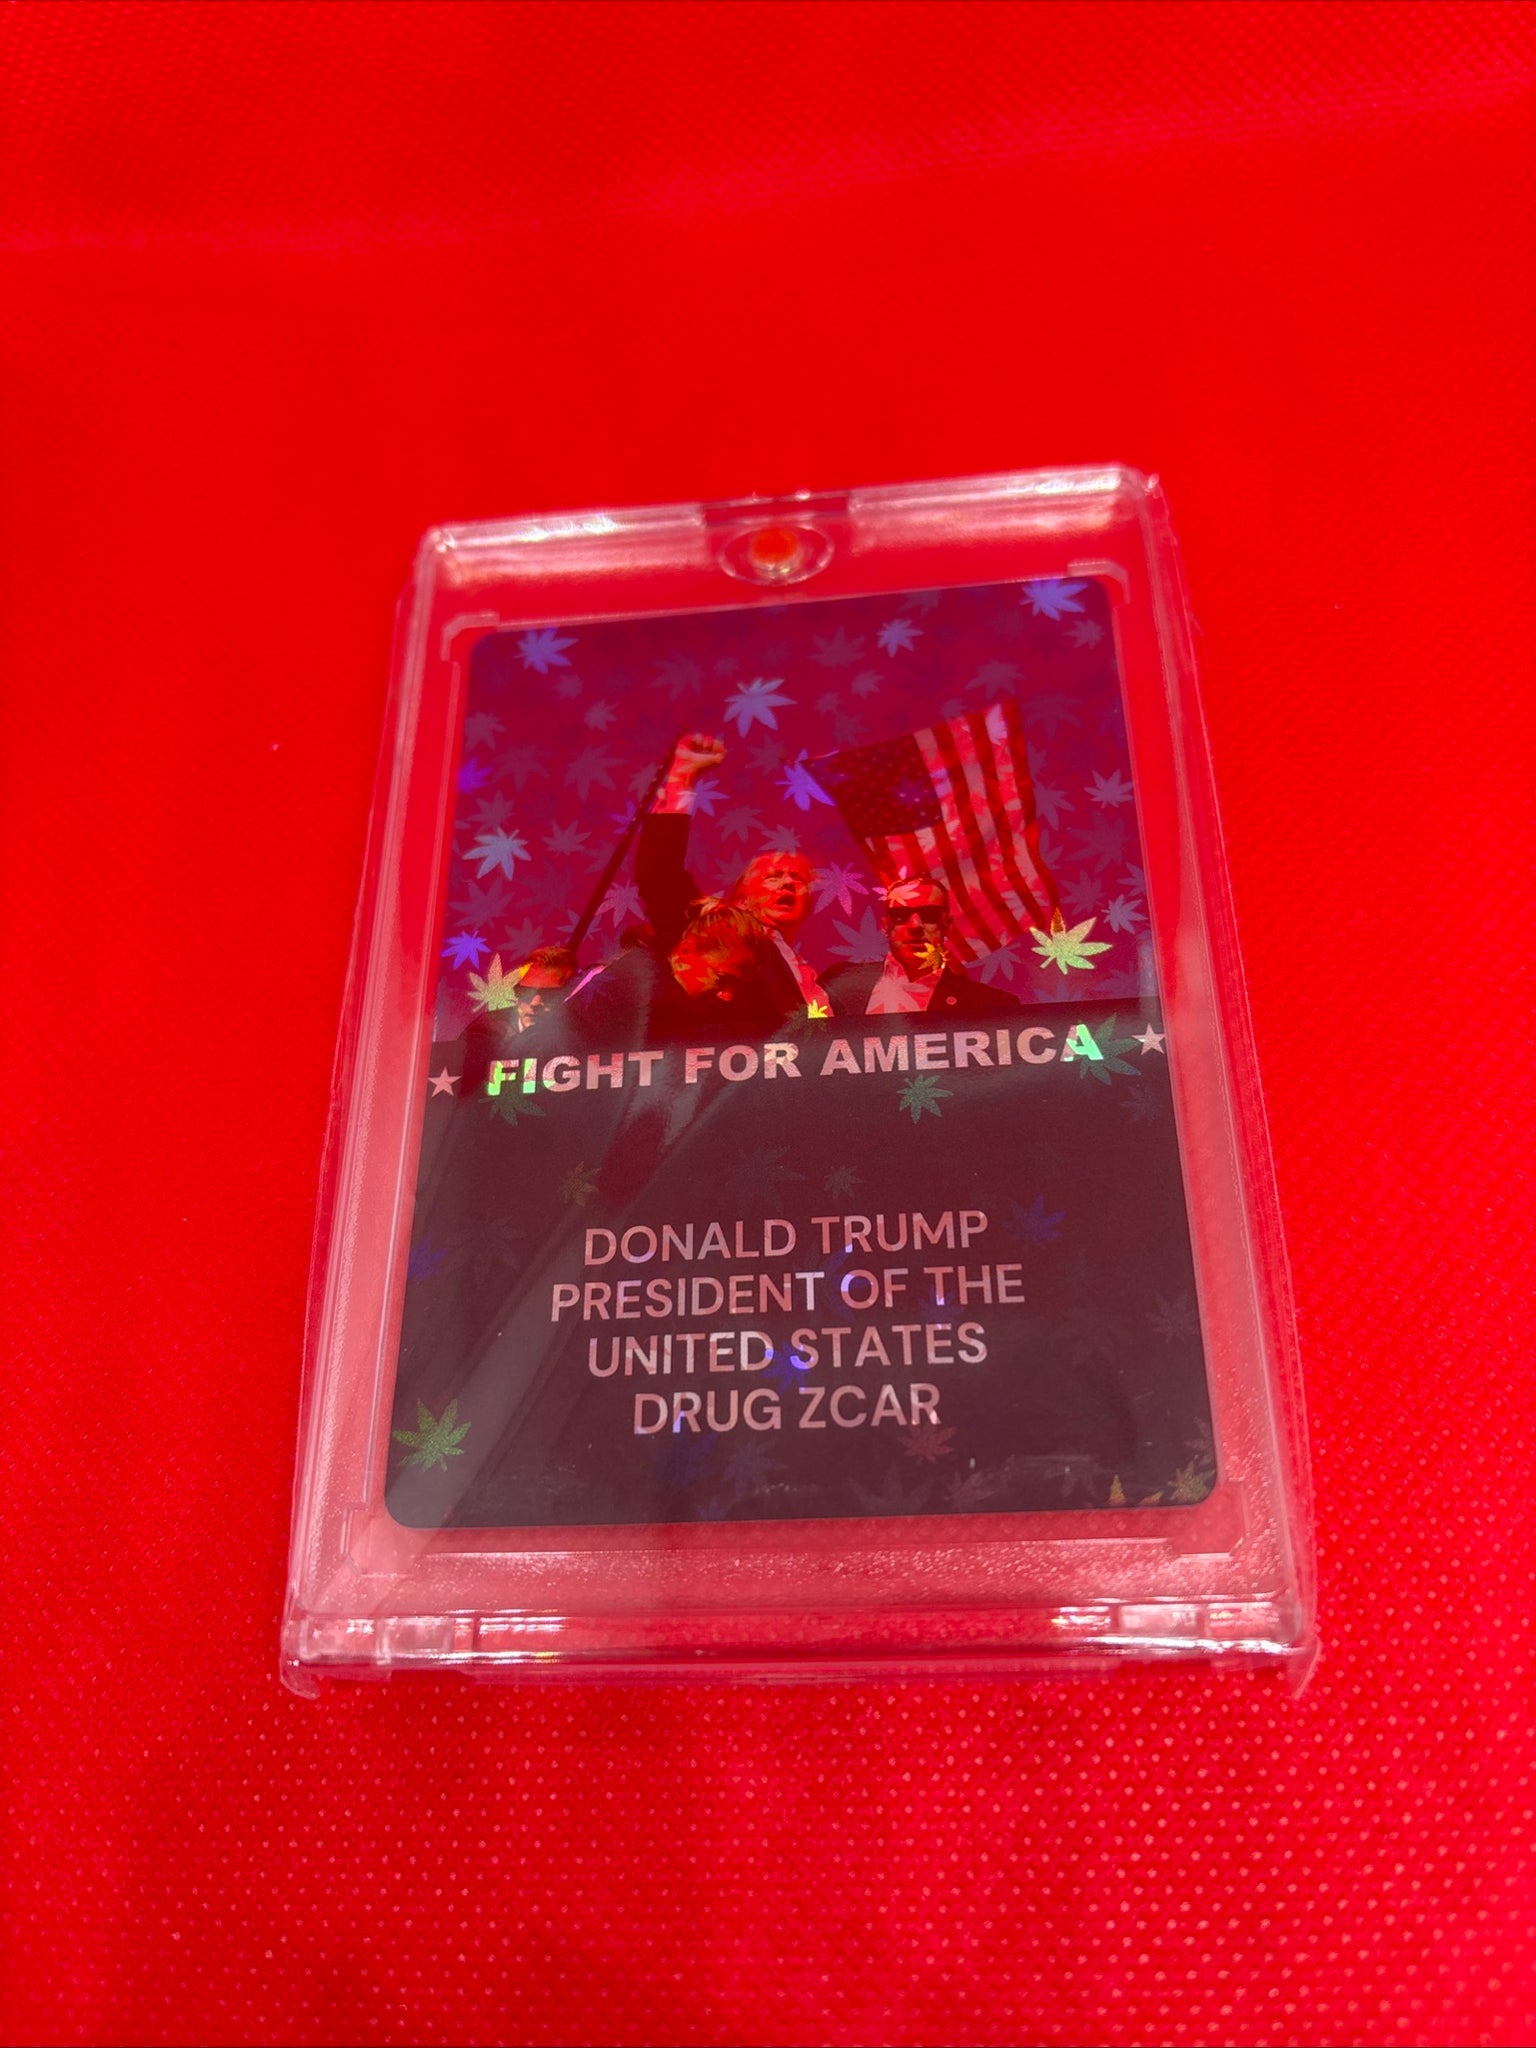 ★ FIGHT FOR AMERICA ★
DONALD TRUMP
PRESIDENT OF THE
UNITED STATES
DRUG ZCAR